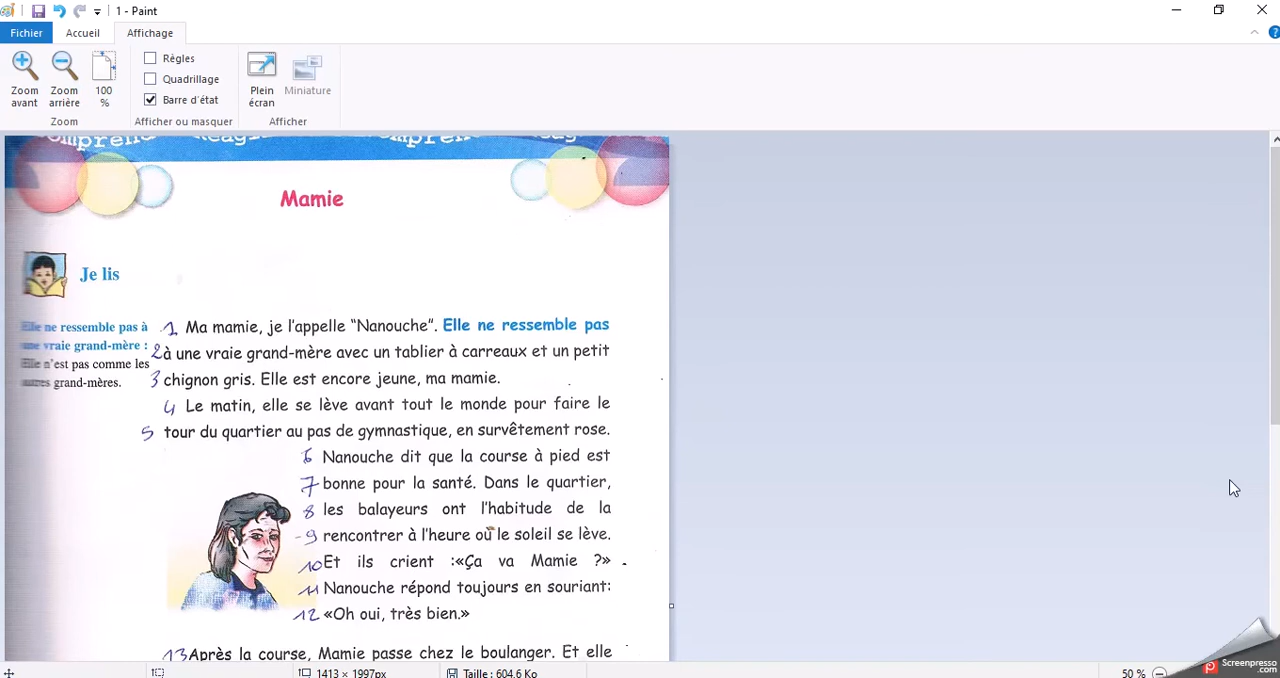 1 - Paint
Fichier Accueil Affichage
Zoom avant
Zoom arrière
100 %
Zoom
Règles
Quadrillage
Barre d'état
Afficher ou masquer
Plein écran
Miniature
Afficher
Mamie
Je lis
Elle ne ressemble pas à
une vraie grand-mère :
Elle n'est pas comme les
autres grand-mères.
1 Ma mamie, je l'appelle "Nanouche". Elle ne ressemble pas
2 à une vraie grand-mère avec un tablier à carreaux et un petit
3 chignon gris. Elle est encore jeune, ma mamie.
4 Le matin, elle se lève avant tout le monde pour faire le
5 tour du quartier au pas de gymnastique, en survêtement rose.
6 Nanouche dit que la course à pied est
7 bonne pour la santé. Dans le quartier,
8 les balayeurs ont l'habitude de la
9 rencontrer à l'heure où le soleil se lève.
10 Et ils crient :«Ça va Mamie ?»
11 Nanouche répond toujours en souriant:
12 «Oh oui, très bien.»
13 Après la course, Mamie passe chez le boulanger. Et elle
1413 × 1997px
Taille : 604,6 Ko
50 %
Screenpresso
.com